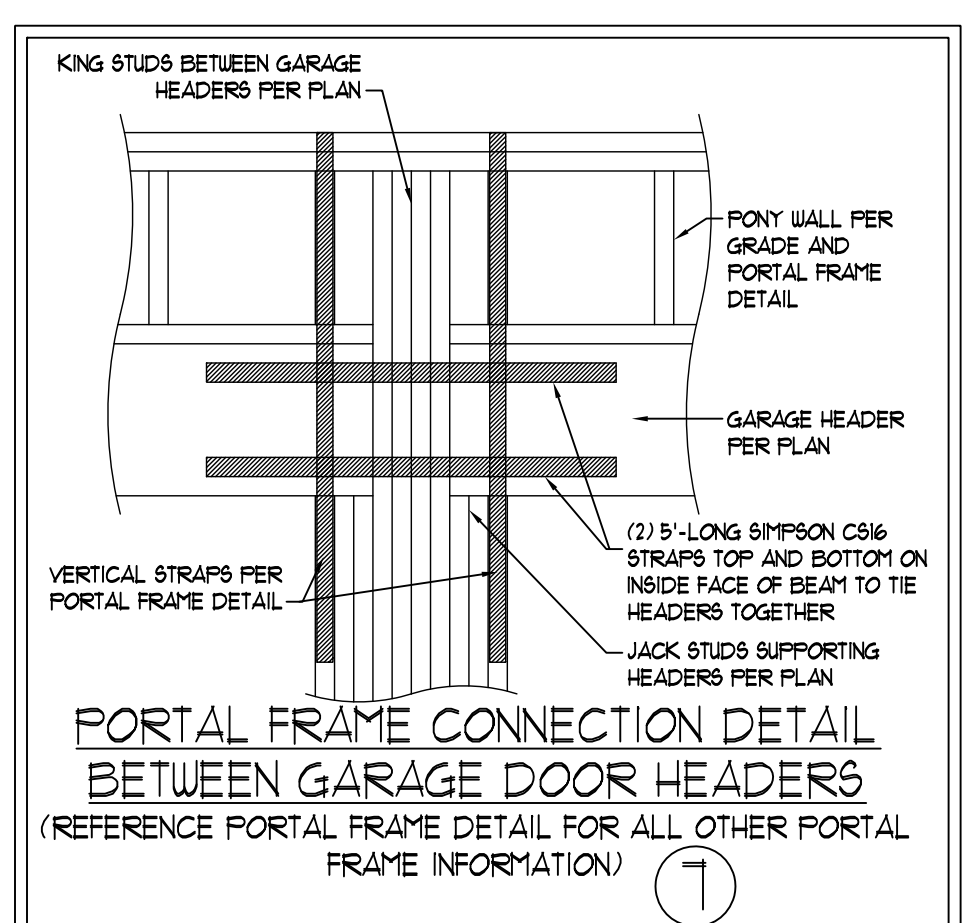 KING STUDS BETWEEN GARAGE
HEADERS PER PLAN
PONY WALL PER
GRADE AND
PORTAL FRAME
DETAIL
GARAGE HEADER
PER PLAN
(2) 5'-LONG SIMPSON CS16
STRAPS TOP AND BOTTOM ON
INSIDE FACE OF BEAM TO TIE
HEADERS TOGETHER
VERTICAL STRAPS PER
PORTAL FRAME DETAIL
JACK STUDS SUPPORTING
HEADERS PER PLAN
PORTAL FRAME CONNECTION DETAIL
BETWEEN GARAGE DOOR HEADERS
(REFERENCE PORTAL FRAME DETAIL FOR ALL OTHER PORTAL
FRAME INFORMATION)
7